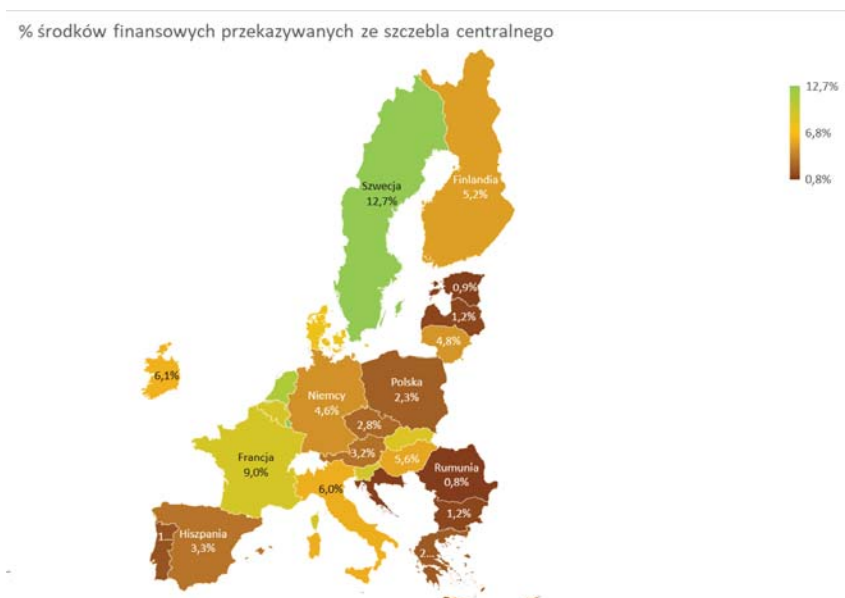 % środków finansowych przekazywanych ze szczebla centralnego
12,7%
6,8%
0,8%
Szwecja
12,7%
Finlandia
5,2%
0,9%
1,2%
4,8%
6,1%
Niemcy
4,6%
Polska
2,3%
2,8%
3,2%
5,6%
Francja
9,0%
6,0%
Rumunia
0,8%
1,2%
1...
Hiszpania
3,3%
2...